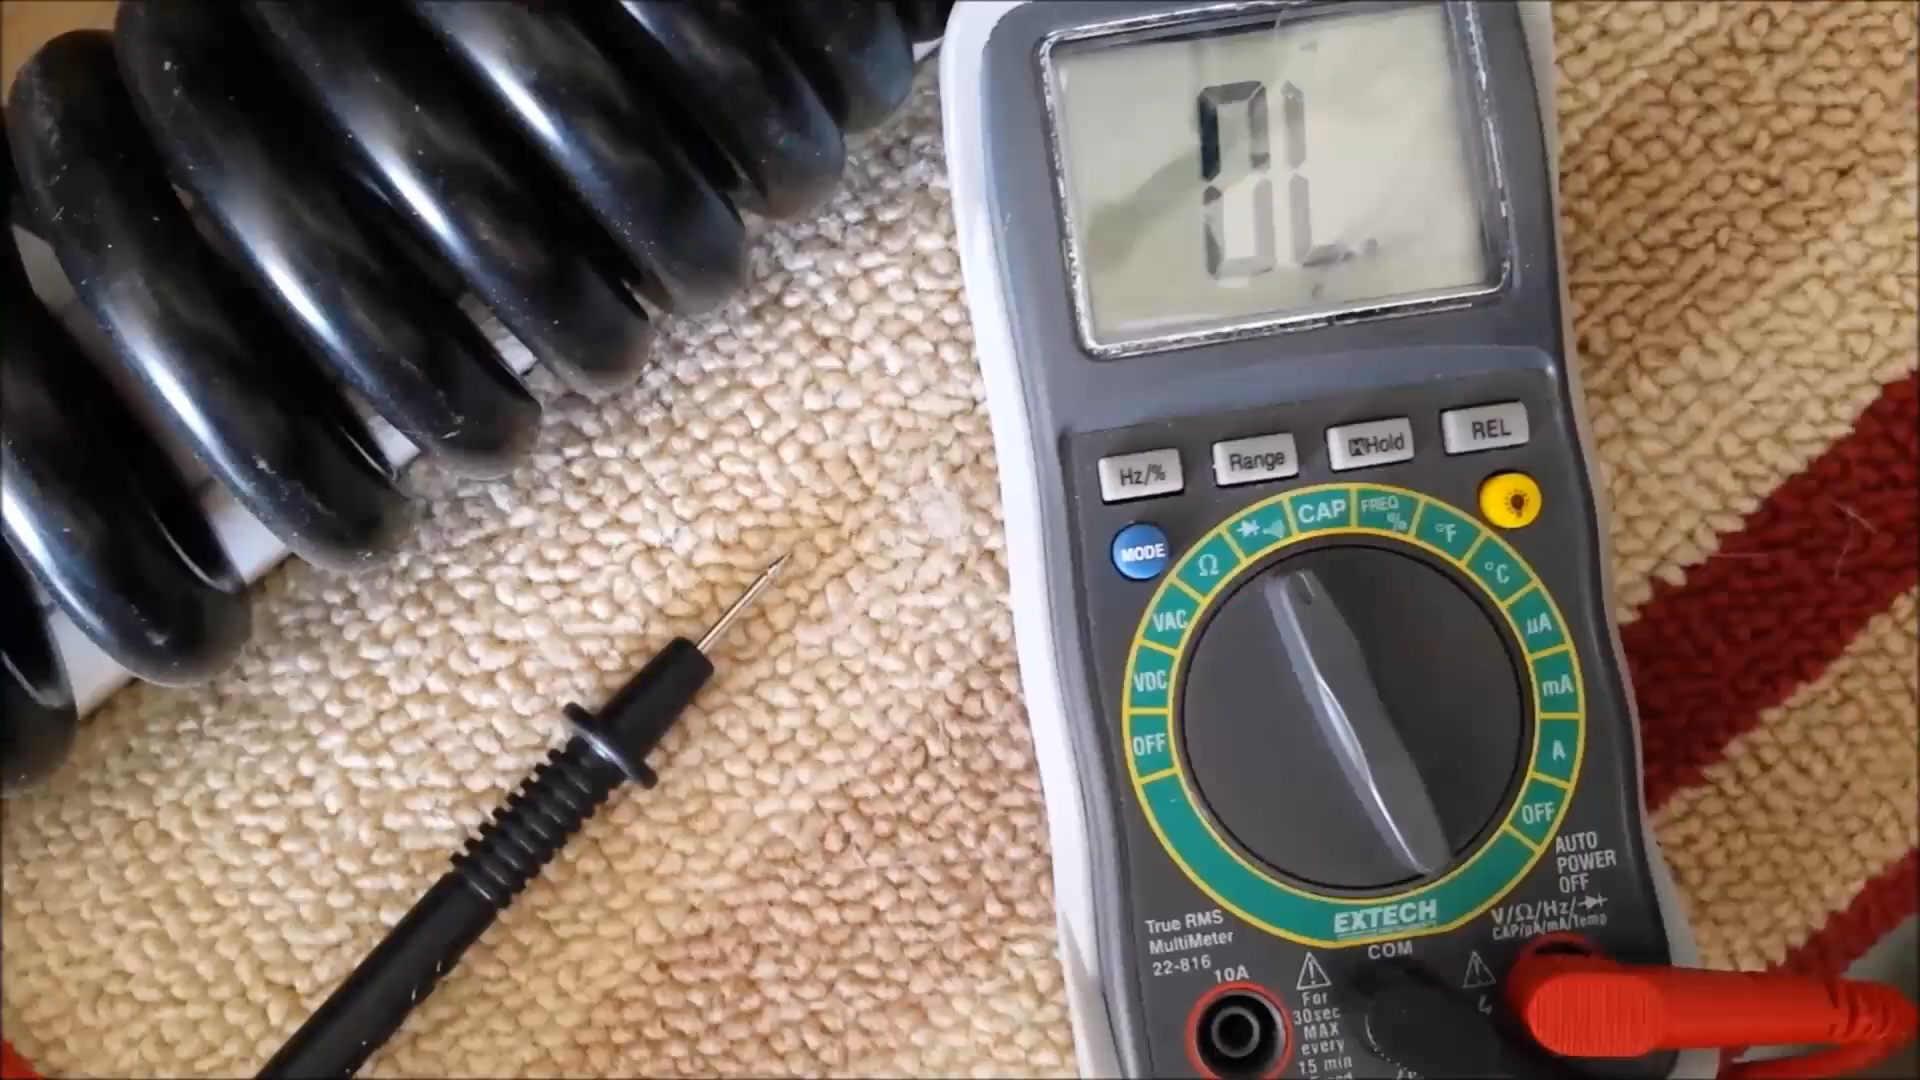 0L
Hz/%
Range
Hold
REL
MODE
VDC
VAC
Ω
CAP
FREQ
%
°F
°C
µA
mA
A
OFF
OFF
AUTO
POWER
OFF
EXTECH
True RMS
MultiMeter
22-816
COM
V/Ω/Hz/
CAP/µA/mA/Temp
10A
For
30sec
MAX
every
15 min